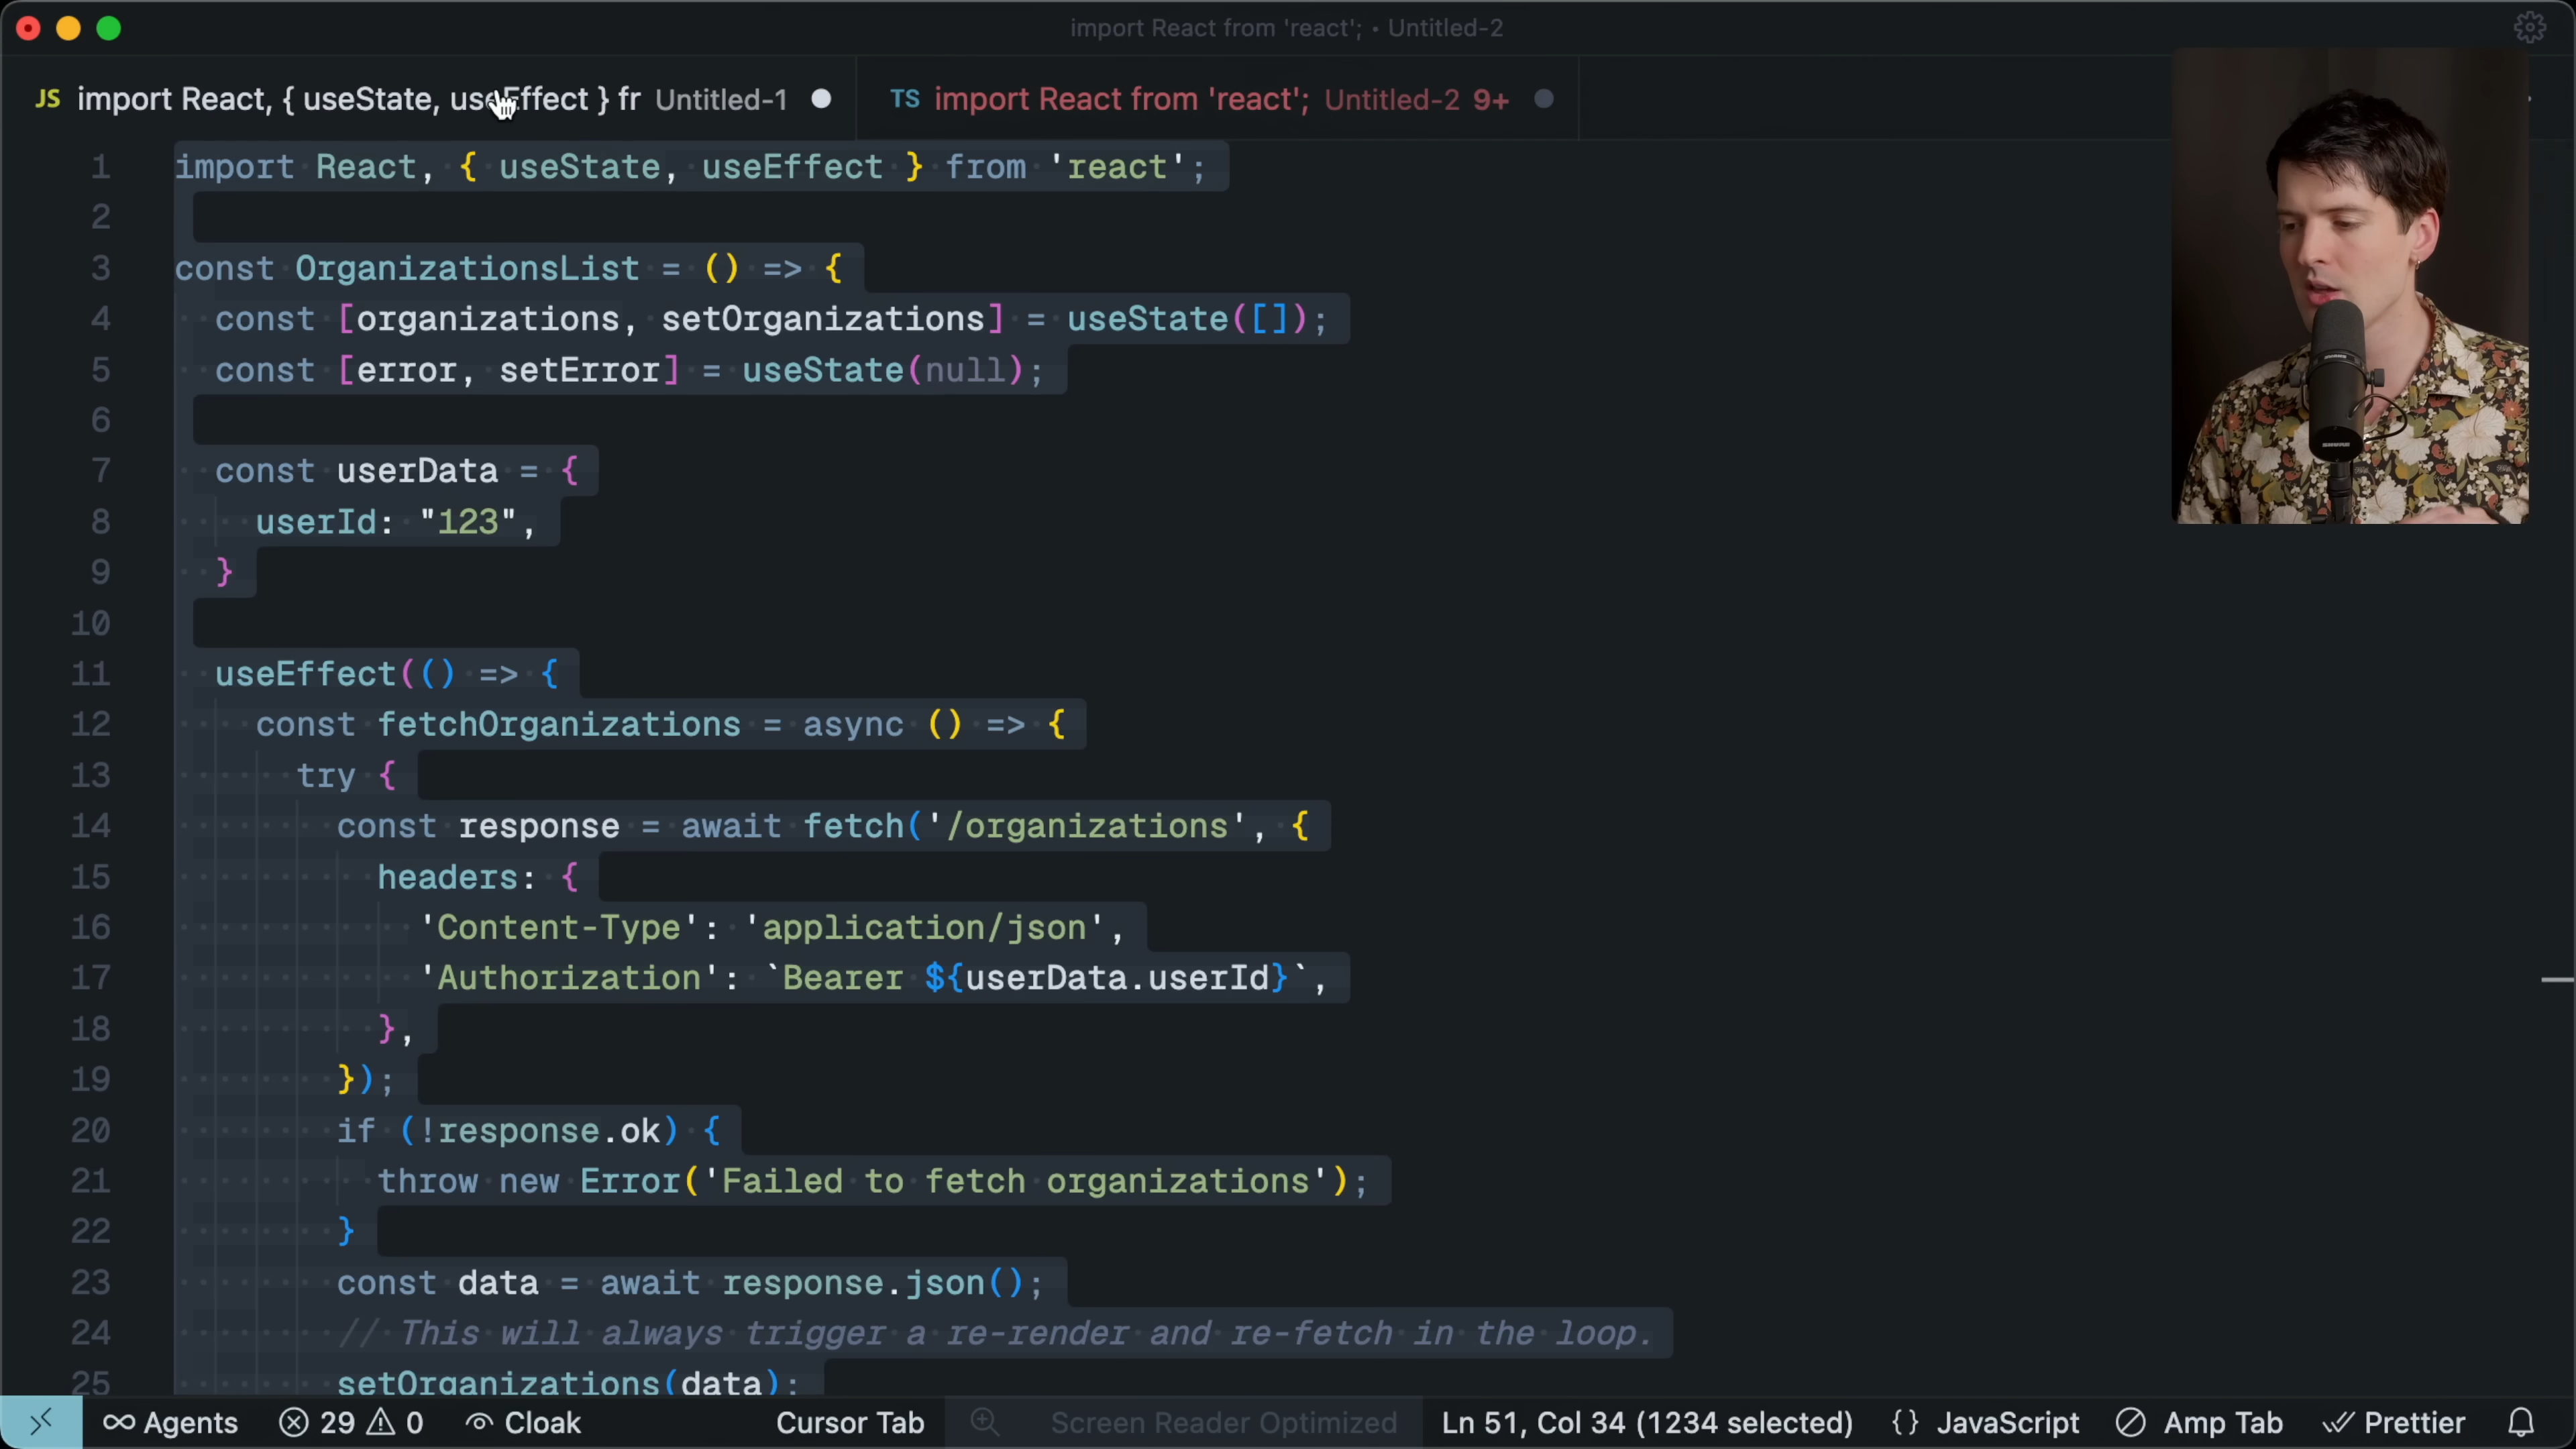 import React from 'react'; • Untitled-2
JS import React, { useState, useEffect } fr Untitled-1
TS import React from 'react'; Untitled-2 9+
1 import React, { useState, useEffect } from 'react';
2
3 const OrganizationsList = () => {
4 const [organizations, setOrganizations] = useState([]);
5 const [error, setError] = useState(null);
6
7 const userData = {
8 userId: "123",
9 }
10
11 useEffect(() => {
12 const fetchOrganizations = async () => {
13 try {
14 const response = await fetch('/organizations', {
15 headers: {
16 'Content-Type': 'application/json',
17 'Authorization': `Bearer ${userData.userId}`,
18 },
19 });
20 if (!response.ok) {
21 throw new Error('Failed to fetch organizations');
22 }
23 const data = await response.json();
24 // This will always trigger a re-render and re-fetch in the loop.
25 setOrganizations(data);
Agents 29 0 Cloak Cursor Tab Screen Reader Optimized Ln 51, Col 34 (1234 selected) {} JavaScript Amp Tab Prettier